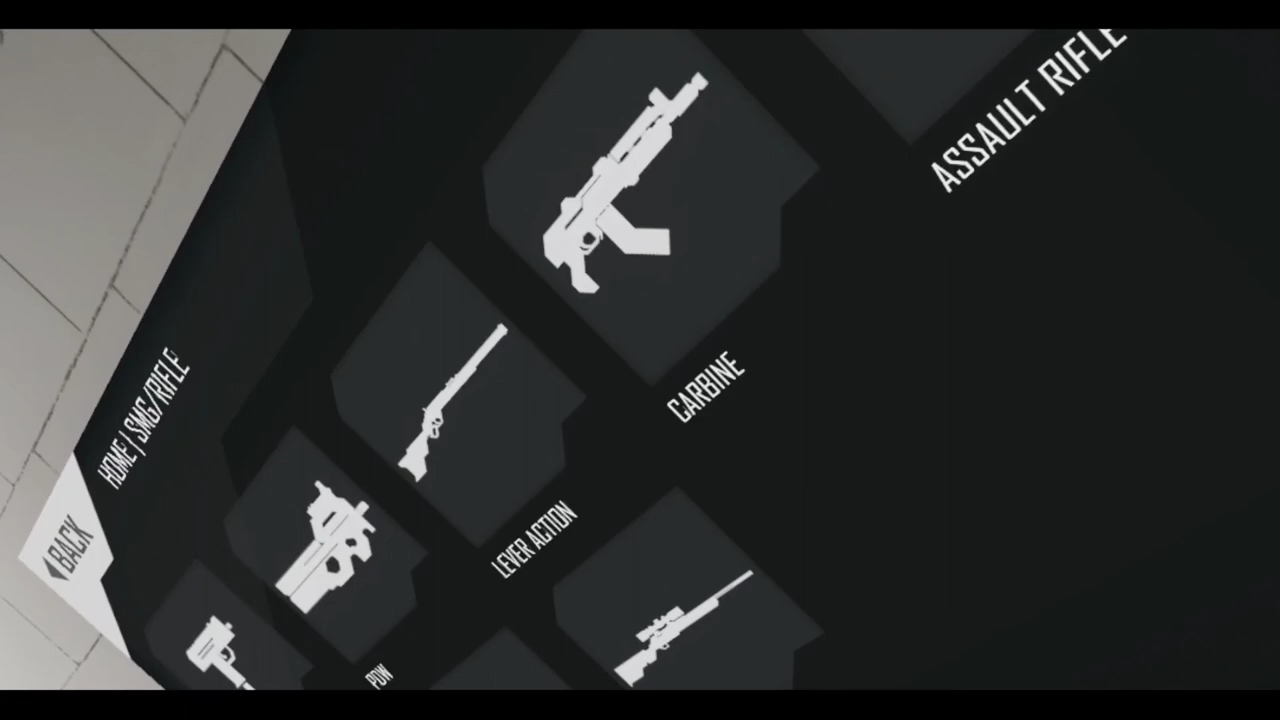 ◀BACK
HOME | SMG/RIFLE
PDW
LEVER ACTION
CARBINE
ASSAULT RIFLE